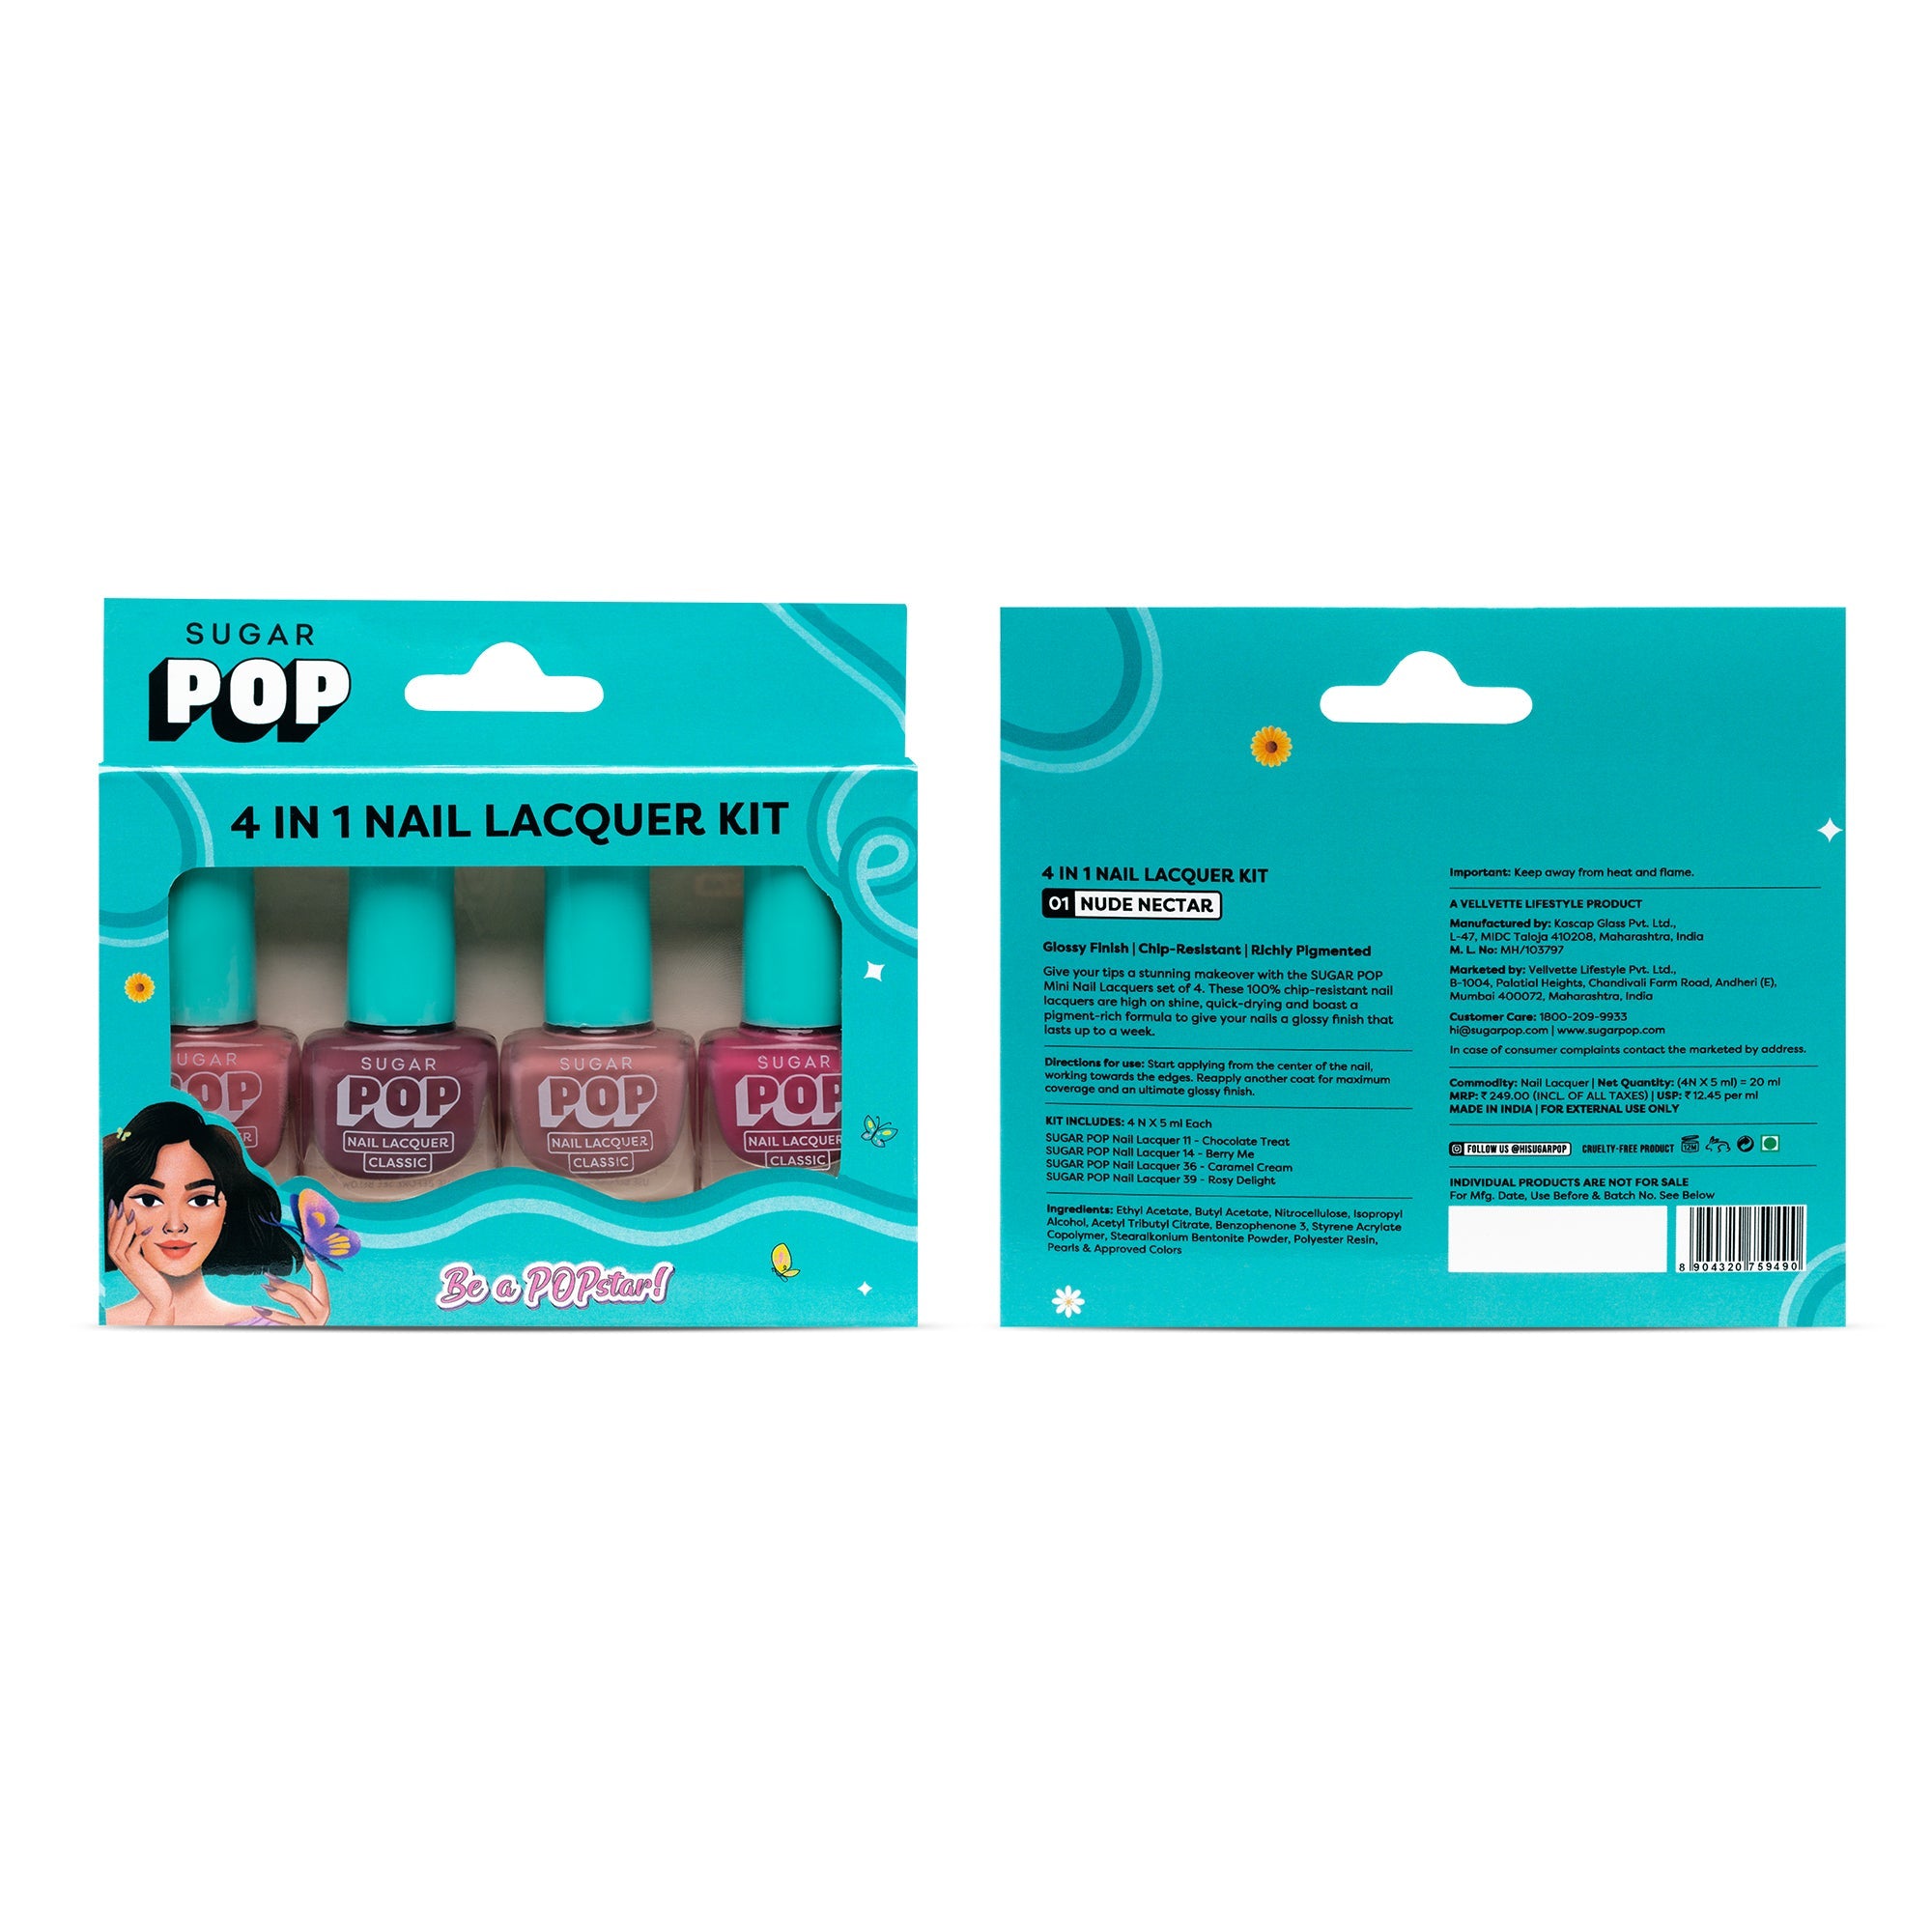 SUGAR
POP
4 IN 1 NAIL LACQUER KIT
UGAR
OP
ER
SUGAR
POP
NAIL LACQUER
CLASSIC
SUGAR
POP
NAIL LACQUER
CLASSIC
SUGAR
POP
NAIL LACQUER
CLASSIC
Be a POPstar!
4 IN 1 NAIL LACQUER KIT
01 NUDE NECTAR
Glossy Finish | Chip-Resistant | Richly Pigmented
Give your tips a stunning makeover with the SUGAR POP
Mini Nail Lacquers set of 4. These 100% chip-resistant nail
lacquers are high on shine, quick-drying and boast a
pigment-rich formula to give your nails a glossy finish that
lasts up to a week.
Directions for use: Start applying from the center of the nail,
working towards the edges. Reapply another coat for maximum
coverage and an ultimate glossy finish.
KIT INCLUDES: 4 N X 5 ml Each
SUGAR POP Nail Lacquer 11 - Chocolate Treat
SUGAR POP Nail Lacquer 14 - Berry Me
SUGAR POP Nail Lacquer 36 - Caramel Cream
SUGAR POP Nail Lacquer 39 - Rosy Delight
Ingredients: Ethyl Acetate, Butyl Acetate, Nitrocellulose, Isopropyl
Alcohol, Acetyl Tributyl Citrate, Benzophenone 3, Styrene Acrylate
Copolymer, Stearalkonium Bentonite Powder, Polyester Resin,
Pearls & Approved Colors
Important: Keep away from heat and flame.
A VELLVETTE LIFESTYLE PRODUCT
Manufactured by: Kascap Glass Pvt. Ltd.,
L-47, MIDC Taloja 410208, Maharashtra, India
M. L. No: MH/103797
Marketed by: Vellvette Lifestyle Pvt. Ltd.,
B-1004, Palatial Heights, Chandivali Farm Road, Andheri (E),
Mumbai 400072, Maharashtra, India
Customer Care: 1800-209-9933
hi@sugarpop.com | www.sugarpop.com
In case of consumer complaints contact the marketed by address.
Commodity: Nail Lacquer | Net Quantity: (4N X 5 ml) = 20 ml
MRP: ₹ 249.00 (INCL. OF ALL TAXES) | USP: ₹ 12.45 per ml
MADE IN INDIA | FOR EXTERNAL USE ONLY
FOLLOW US @HISUGARPOP CRUELTY-FREE PRODUCT 12M
INDIVIDUAL PRODUCTS ARE NOT FOR SALE
For Mfg. Date, Use Before & Batch No. See Below
8 904320 759490